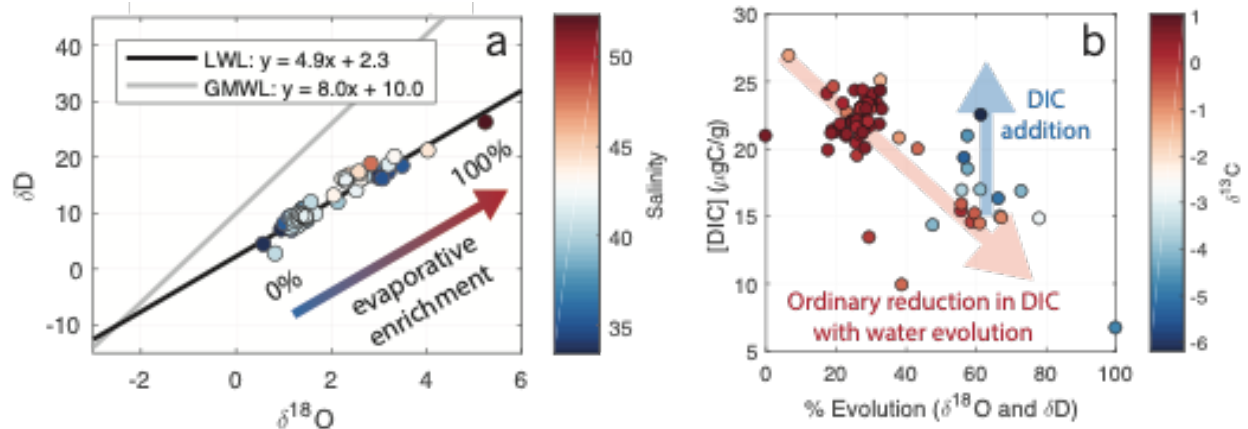 a
LWL: y = 4.9x + 2.3
GMWL: y = 8.0x + 10.0
40
30
20
10
0
-10
δD
-2
0
2
4
6
δ18O
0%
100%
evaporative
enrichment
50
45
40
35
Salinity
b
30
25
20
15
10
5
[[DIC] (μgC/g)
0
20
40
60
80
100
% Evolution (δ18O and δD)
DIC
addition
Ordinary reduction in DIC
with water evolution
1
0
-1
-2
-3
-4
-5
-6
δ13C